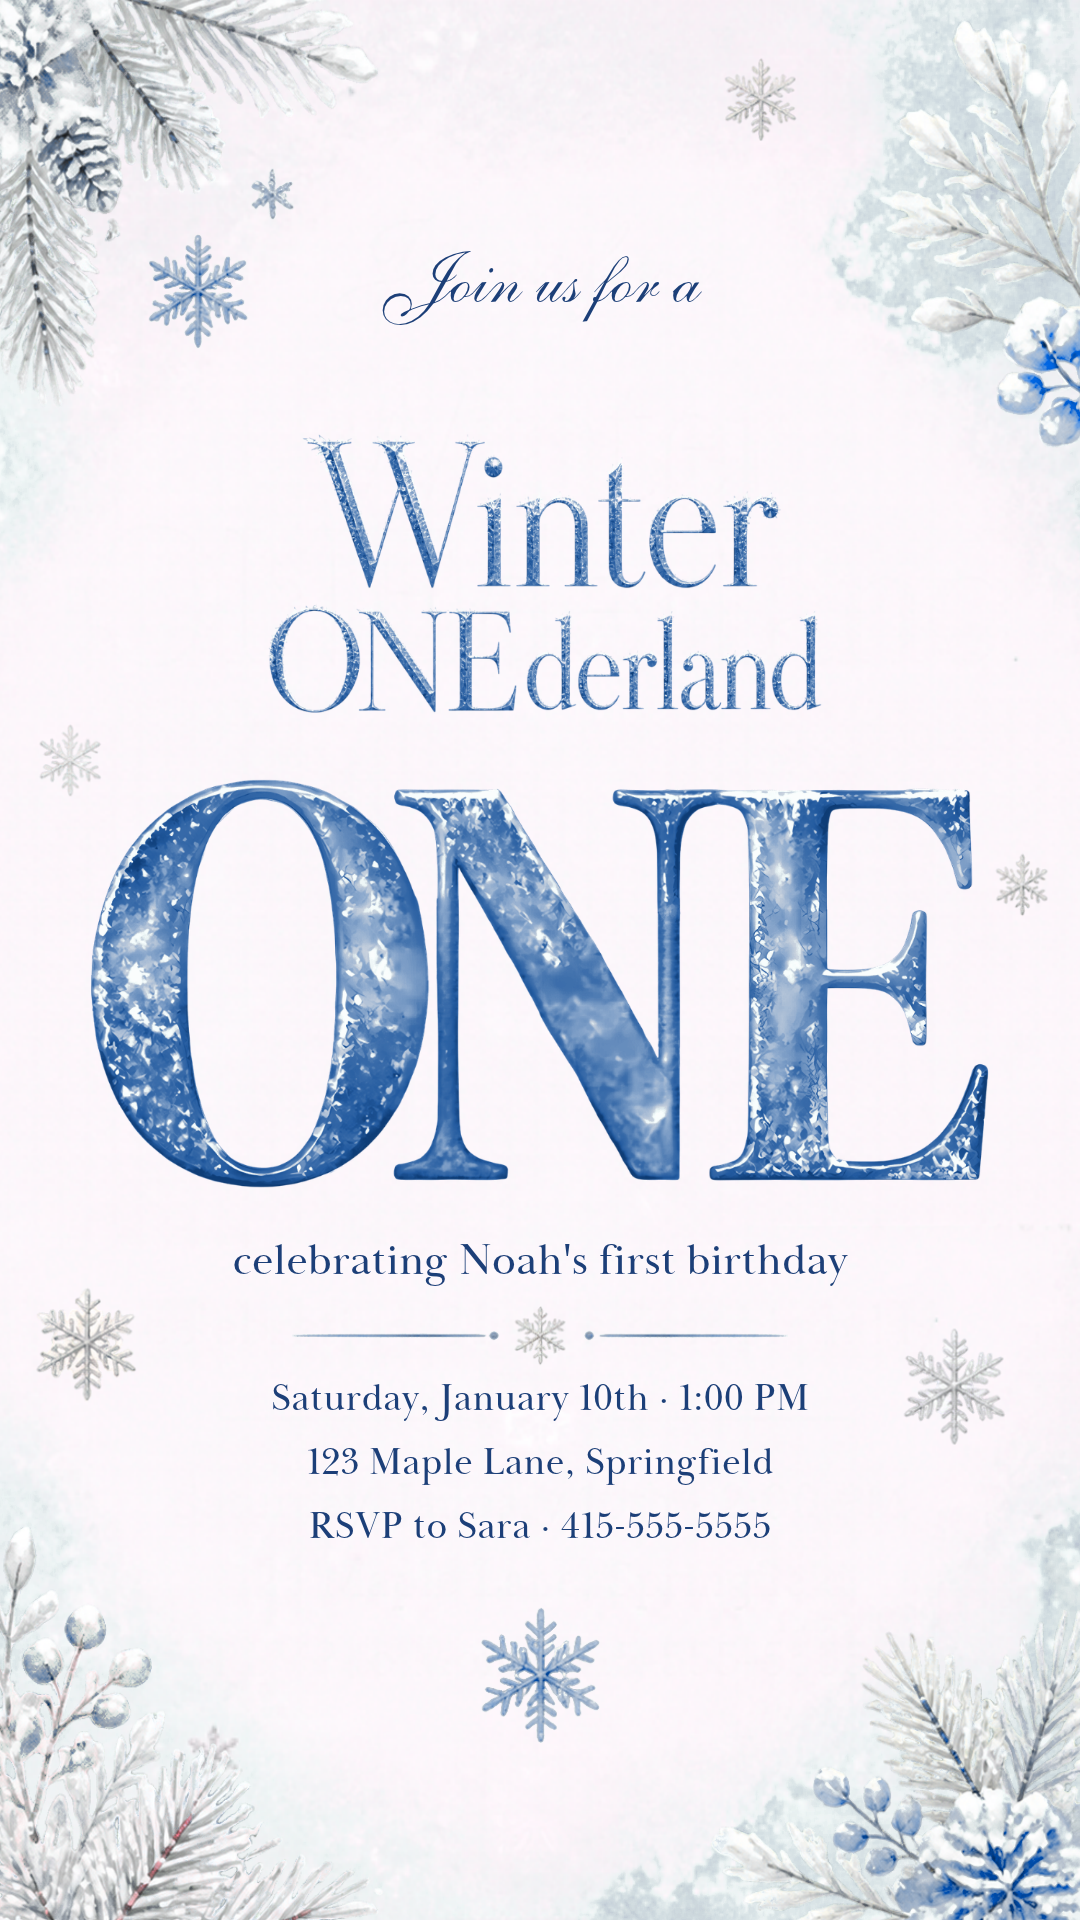 Join us for a
Winter
ONEderland
ONE
celebrating Noah's first birthday
Saturday, January 10th · 1:00 PM
123 Maple Lane, Springfield
RSVP to Sara · 415-555-5555